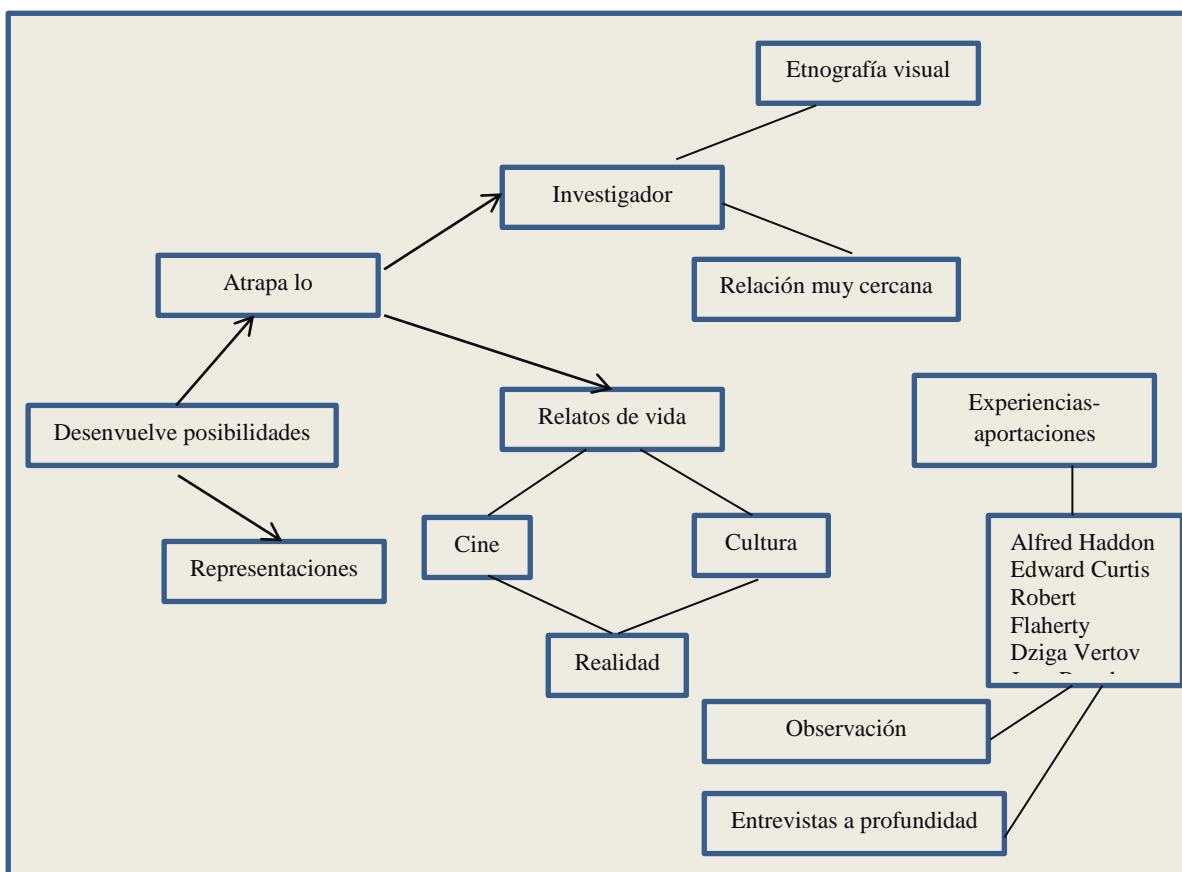 Etnografía visual
Investigador
Atrapa lo
Relación muy cercana
Desenvuelve posibilidades
Relatos de vida
Experiencias-
aportaciones
Representaciones
Cine
Cultura
Alfred Haddon
Edward Curtis
Robert
Flaherty
Dziga Vertov
Realidad
Observación
Entrevistas a profundidad